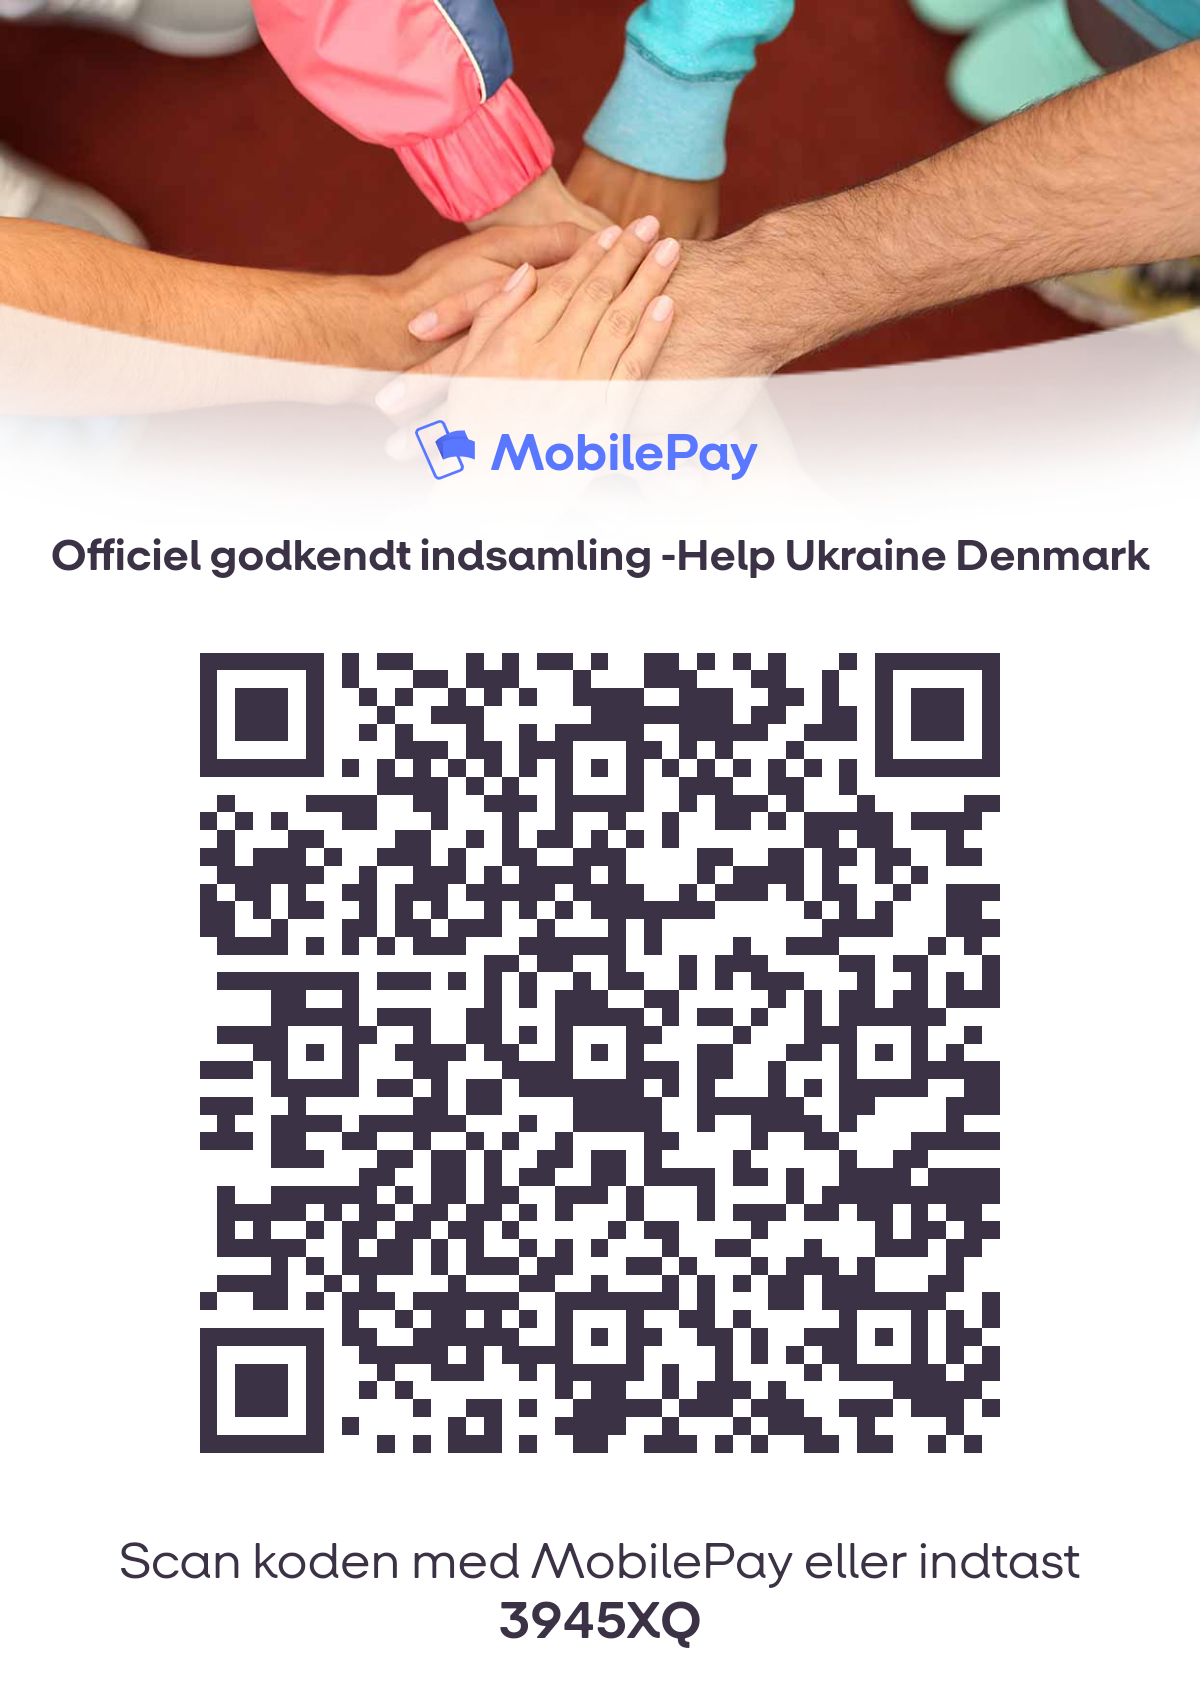 MobilePay
Officiel godkendt indsamling -Help Ukraine Denmark
Scan koden med MobilePay eller indtast
3945XQ